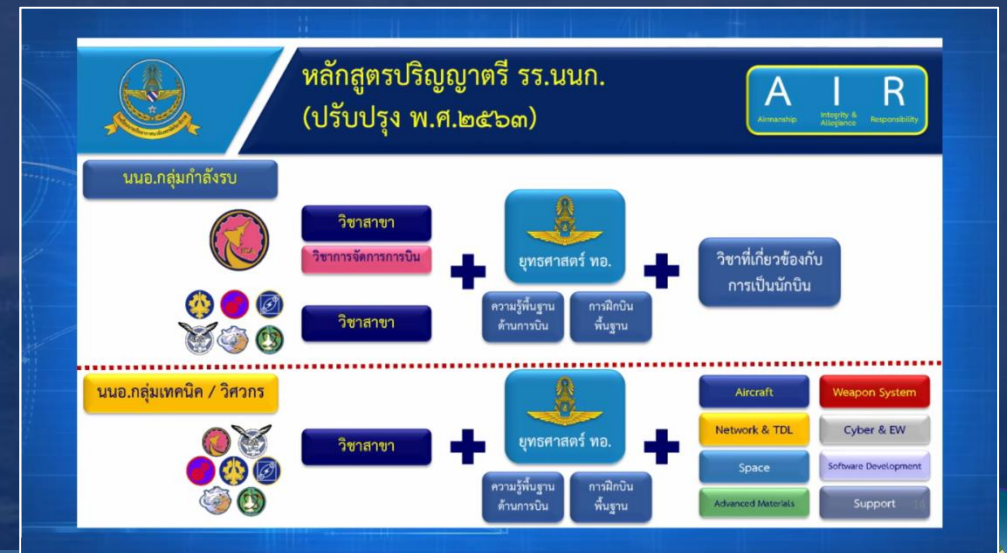 หลักสูตรปริญญาตรี รร.นนก.
(ปรับปรุง พ.ศ.๒๕๖๓)
A I R
Airmanship Integrity & Allegiance Responsibility
นนอ.กลุ่มกำลังรบ
วิชาสาขา
วิชาการจัดการการบิน
วิชาสาขา
ยุทธศาสตร์ ทอ.
ความรู้พื้นฐาน
ด้านการบิน
การฝึกบิน
พื้นฐาน
วิชาที่เกี่ยวข้องกับ
การเป็นนักบิน
นนอ.กลุ่มเทคนิค / วิศวกร
วิชาสาขา
ยุทธศาสตร์ ทอ.
ความรู้พื้นฐาน
ด้านการบิน
การฝึกบิน
พื้นฐาน
Aircraft
Weapon System
Network & TDL
Cyber & EW
Space
Software Development
Advanced Materials
Support
14